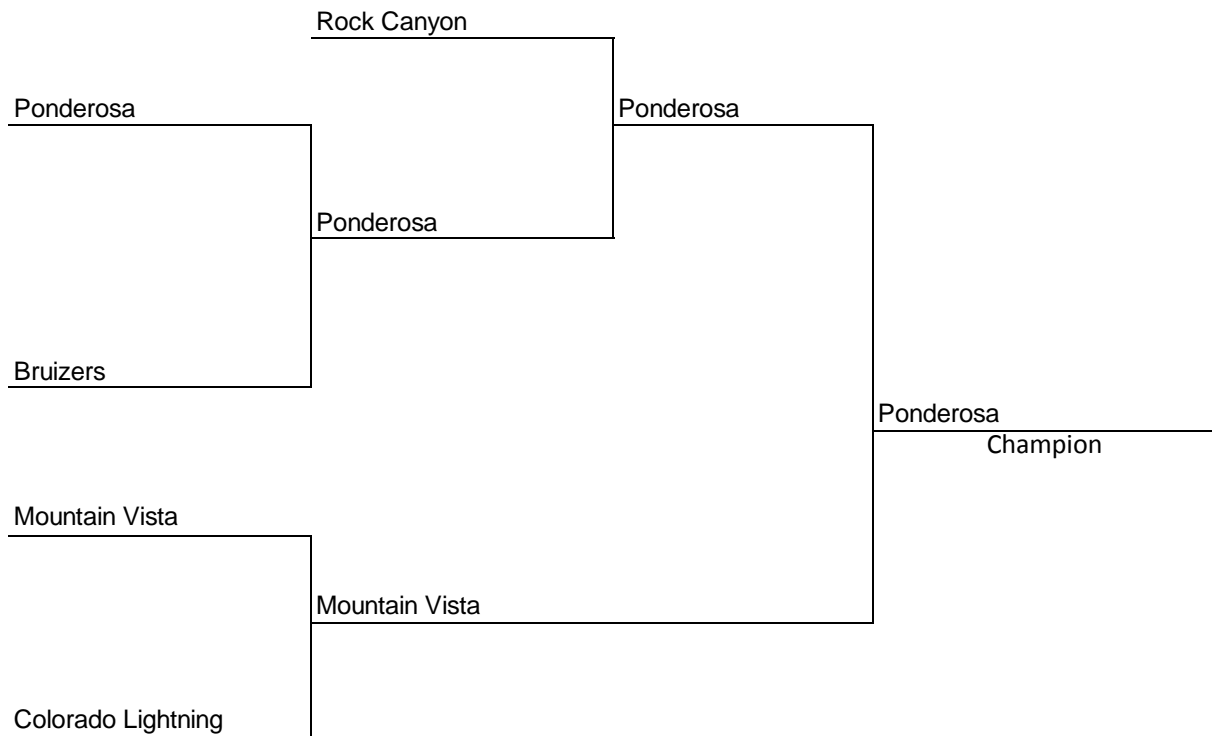 Rock Canyon
Ponderosa
Ponderosa
Ponderosa
Bruizers
Ponderosa
Champion
Mountain Vista
Mountain Vista
Colorado Lightning